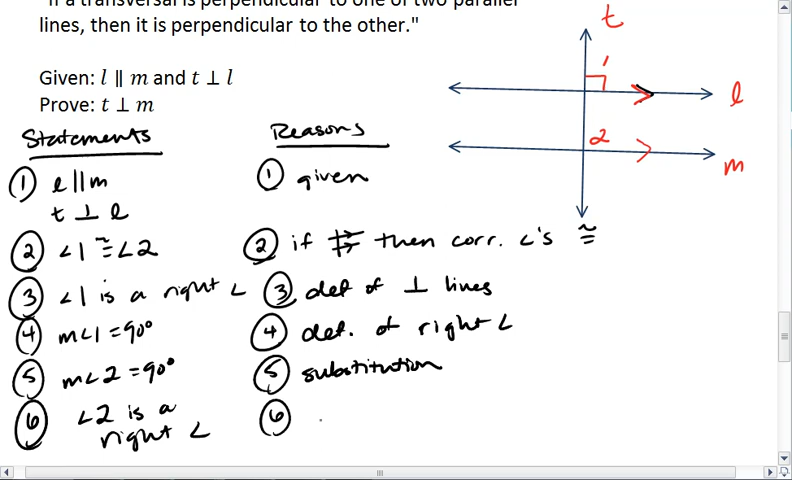 "If a transversal is perpendicular to one of two parallel
lines, then it is perpendicular to the other."
Given: l ∥ m and t ⊥ l
Prove: t ⊥ m
t
1
l
2
m
Statements
Reasons
① l ∥ m
t ⊥ l
① given
② ∠1 ≅ ∠2
② if then corr. ∠'s ≅
③ ∠1 is a right ∠
③ def of ⊥ lines
④ m∠1 = 90°
④ def. of right ∠
⑤ m∠2 = 90°
⑤ substitution
⑥ ∠2 is a
right ∠
⑥